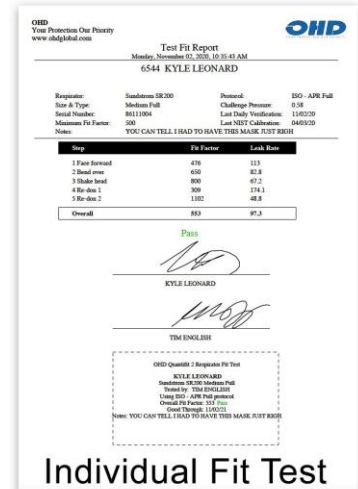 OHD
Your Protection Our Priority
www.ohdglobal.com
OHD
Test Fit Report
Monday, November 02, 2020, 10:35:43 AM
6544 KYLE LEONARD
Respirator: Sundstrom SR200 Protocol: ISO - APR Full
Size & Type: Medium Full Challenge Pressure: 0.58
Serial Number: 86111004 Last Daily Verification: 11/02/20
Minimum Fit Factor: 500 Last NIST Calibration: 04/03/20
Notes: YOU CAN TELL I HAD TO HAVE THIS MASK JUST RIGH
Step Fit Factor Leak Rate
1 Face forward 476 113
2 Bend over 650 82.8
3 Shake head 800 67.2
4 Re-don 1 309 174.1
5 Re-don 2 1102 48.8
Overall 553 97.3
Pass
KYLE LEONARD
TIM ENGLISH
OHD Quantifit 2 Respirator Fit Test
KYLE LEONARD
Sundstrom SR200 Medium Full
Tested by: TIM ENGLISH
Using ISO - APR Full protocol
Overall Fit Factor: 553 Pass
Good Through: 11/02/21
Notes: YOU CAN TELL I HAD TO HAVE THIS MASK JUST RIGH
Individual Fit Test